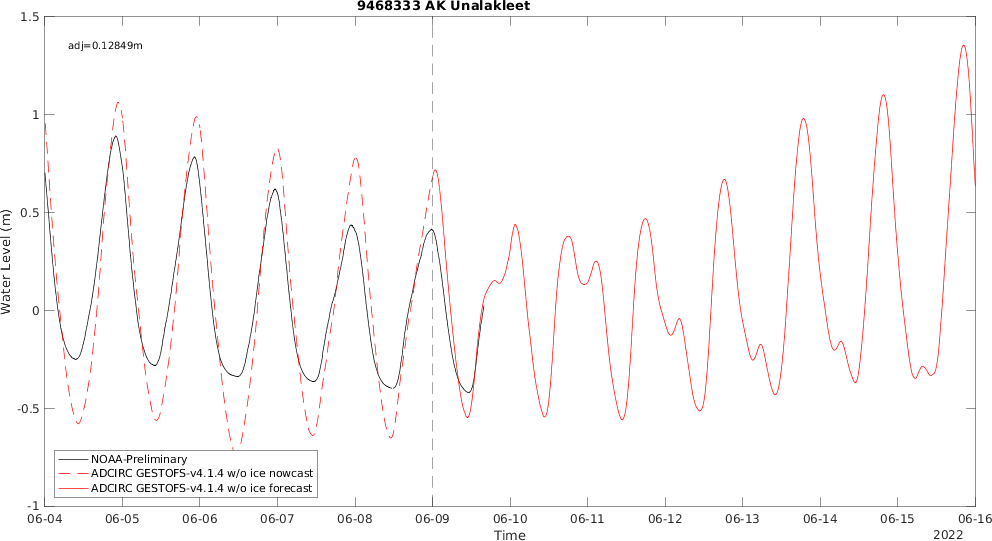 9468333 AK Unalakleet
adj=0.12849m
1.5
1
0.5
0
-0.5
-1
Water Level (m)
NOAA-Preliminary
ADCIRC GESTOFS-v4.1.4 w/o ice nowcast
ADCIRC GESTOFS-v4.1.4 w/o ice forecast
06-04 06-05 06-06 06-07 06-08 06-09 06-10 06-11 06-12 06-13 06-14 06-15 06-16
Time
2022